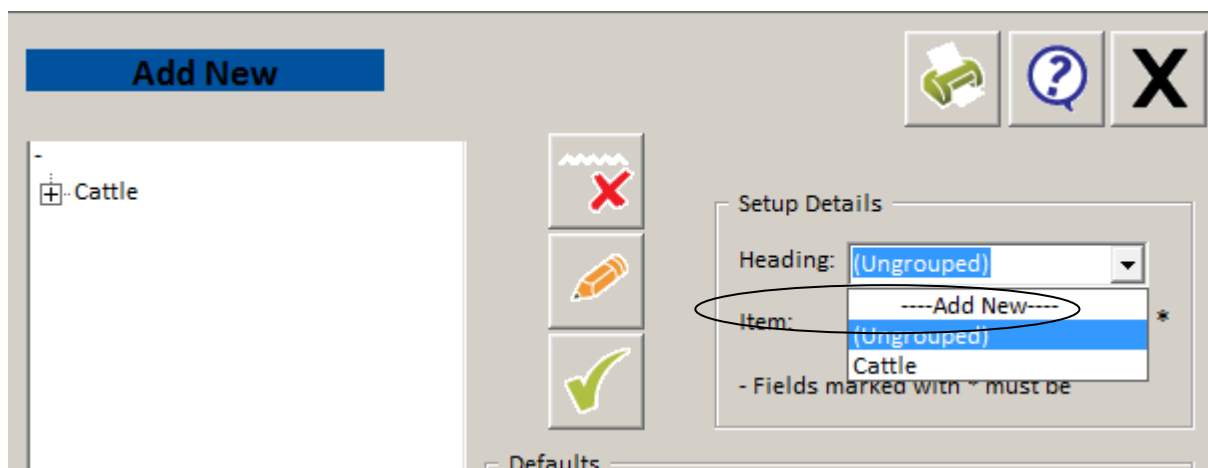 Add New
-
Cattle
Setup Details
Heading: (Ungrouped)
----Add New----
Item: *
(Ungrouped)
Cattle
- Fields marked with * must be
Defaults